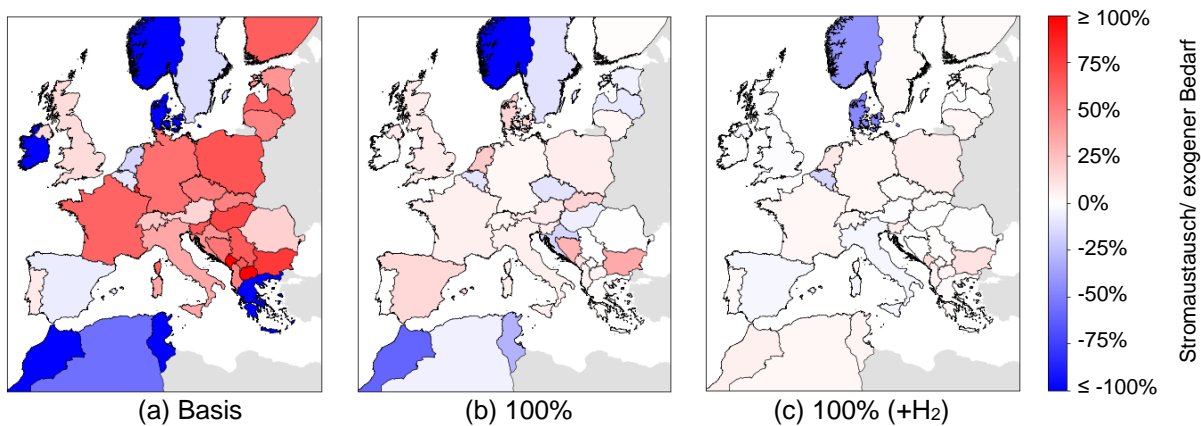 ≥ 100%
75%
50%
25%
0%
-25%
-50%
-75%
≤ -100%
Stromaustausch/ exogener Bedarf
(a) Basis
(b) 100%
(c) 100% (+H₂)